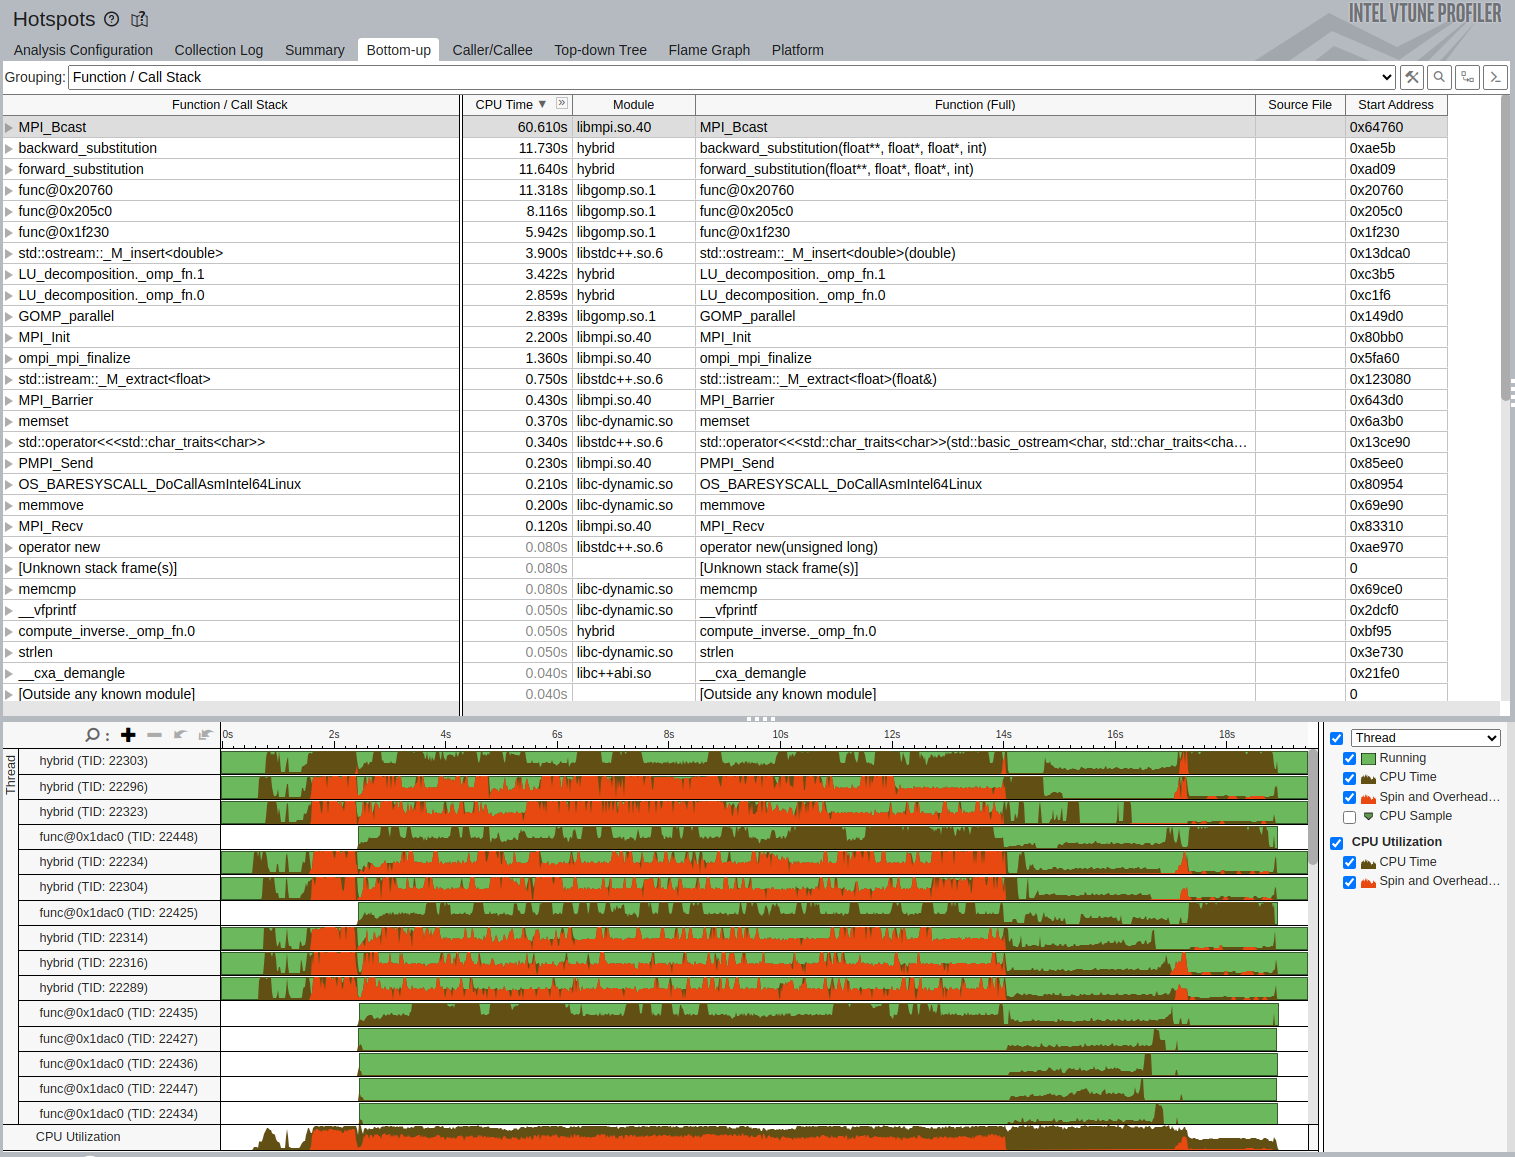 Hotspots
INTEL VTUNE PROFILER
Analysis Configuration Collection Log Summary Bottom-up Caller/Callee Top-down Tree Flame Graph Platform
Grouping: Function / Call Stack
Function / Call Stack CPU Time Module Function (Full) Source File Start Address
MPI_Bcast 60.610s libmpi.so.40 MPI_Bcast 0x64760
backward_substitution 11.730s hybrid backward_substitution(float**, float*, float*, int) 0xae5b
forward_substitution 11.640s hybrid forward_substitution(float**, float*, float*, int) 0xad09
func@0x20760 11.318s libgomp.so.1 func@0x20760 0x20760
func@0x205c0 8.116s libgomp.so.1 func@0x205c0 0x205c0
func@0x1f230 5.942s libgomp.so.1 func@0x1f230 0x1f230
std::ostream::_M_insert<double> 3.900s libstdc++.so.6 std::ostream::_M_insert<double>(double) 0x13dca0
LU_decomposition._omp_fn.1 3.422s hybrid LU_decomposition._omp_fn.1 0xc3b5
LU_decomposition._omp_fn.0 2.859s hybrid LU_decomposition._omp_fn.0 0xc1f6
GOMP_parallel 2.839s libgomp.so.1 GOMP_parallel 0x149d0
MPI_Init 2.200s libmpi.so.40 MPI_Init 0x80bb0
ompi_mpi_finalize 1.360s libmpi.so.40 ompi_mpi_finalize 0x5fa60
std::istream::_M_extract<float> 0.750s libstdc++.so.6 std::istream::_M_extract<float>(float&) 0x123080
MPI_Barrier 0.430s libmpi.so.40 MPI_Barrier 0x643d0
memset 0.370s libc-dynamic.so memset 0x6a3b0
std::operator<<<std::char_traits<char>> 0.340s libstdc++.so.6 std::operator<<<std::char_traits<char>>(std::basic_ostream<char, std::char_traits<cha… 0x13ce90
PMPI_Send 0.230s libmpi.so.40 PMPI_Send 0x85ee0
OS_BARESYSCALL_DoCallAsmIntel64Linux 0.210s libc-dynamic.so OS_BARESYSCALL_DoCallAsmIntel64Linux 0x80954
memmove 0.200s libc-dynamic.so memmove 0x69e90
MPI_Recv 0.120s libmpi.so.40 MPI_Recv 0x83310
operator new 0.080s libstdc++.so.6 operator new(unsigned long) 0xae970
[Unknown stack frame(s)] 0.080s [Unknown stack frame(s)] 0
memcmp 0.080s libc-dynamic.so memcmp 0x69ce0
__vfprintf 0.050s libc-dynamic.so __vfprintf 0x2dcf0
compute_inverse._omp_fn.0 0.050s hybrid compute_inverse._omp_fn.0 0xbf95
strlen 0.050s libc-dynamic.so strlen 0x3e730
__cxa_demangle 0.040s libc++abi.so __cxa_demangle 0x21fe0
[Outside any known module] 0.040s [Outside any known module] 0
0s 2s 4s 6s 8s 10s 12s 14s 16s 18s
Thread
hybrid (TID: 22303)
hybrid (TID: 22296)
hybrid (TID: 22323)
func@0x1dac0 (TID: 22448)
hybrid (TID: 22234)
hybrid (TID: 22304)
func@0x1dac0 (TID: 22425)
hybrid (TID: 22314)
hybrid (TID: 22316)
hybrid (TID: 22289)
func@0x1dac0 (TID: 22435)
func@0x1dac0 (TID: 22427)
func@0x1dac0 (TID: 22436)
func@0x1dac0 (TID: 22447)
func@0x1dac0 (TID: 22434)
CPU Utilization
Thread
Running
CPU Time
Spin and Overhead…
CPU Sample
CPU Utilization
CPU Time
Spin and Overhead…